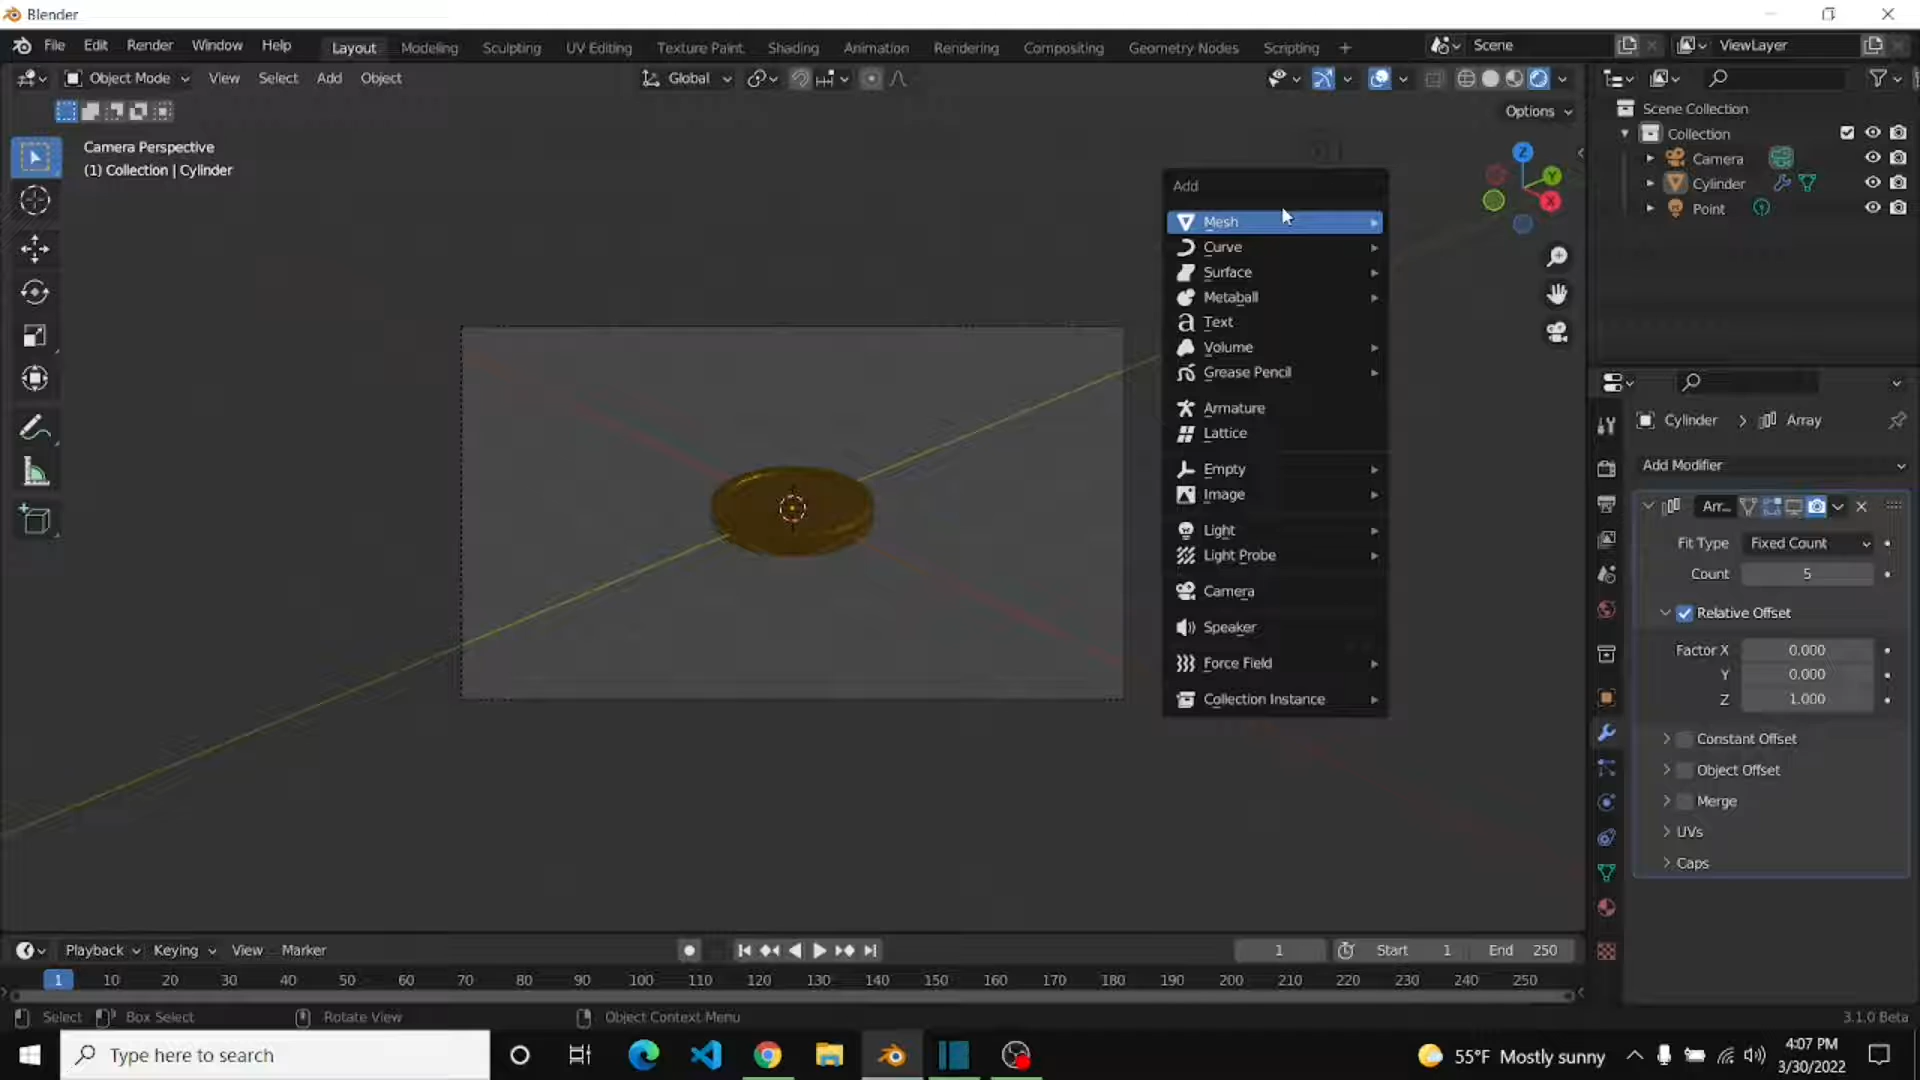 Blender
File Edit Render Window Help Layout Modeling Sculpting UV Editing Texture Paint Shading Animation Rendering Compositing Geometry Nodes Scripting + Scene ViewLayer
Object Mode View Select Add Object Global
Options
Camera Perspective
(1) Collection | Cylinder
Z
Y
X
Add
Mesh
Curve
Surface
Metaball
Text
Volume
Grease Pencil
Armature
Lattice
Empty
Image
Light
Light Probe
Camera
Speaker
Force Field
Collection Instance
Scene Collection
Collection
Camera
Cylinder
Point
Cylinder > Array
Add Modifier
Arr...
Fit Type Fixed Count
Count 5
Relative Offset
Factor X 0.000
Y 0.000
Z 1.000
Constant Offset
Object Offset
Merge
UVs
Caps
Playback Keying View Marker 1 Start 1 End 250
1 10 20 30 40 50 60 70 80 90 100 110 120 130 140 150 160 170 180 190 200 210 220 230 240 250
Select Box Select Rotate View Object Context Menu 3.1.0 Beta
Type here to search
55°F Mostly sunny
4:07 PM
3/30/2022